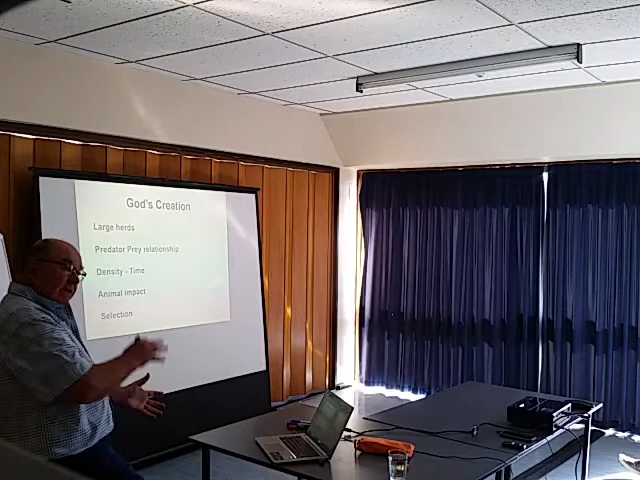 God's Creation
Large herds
Predator Prey relationship
Density - Time
Animal impact
Selection